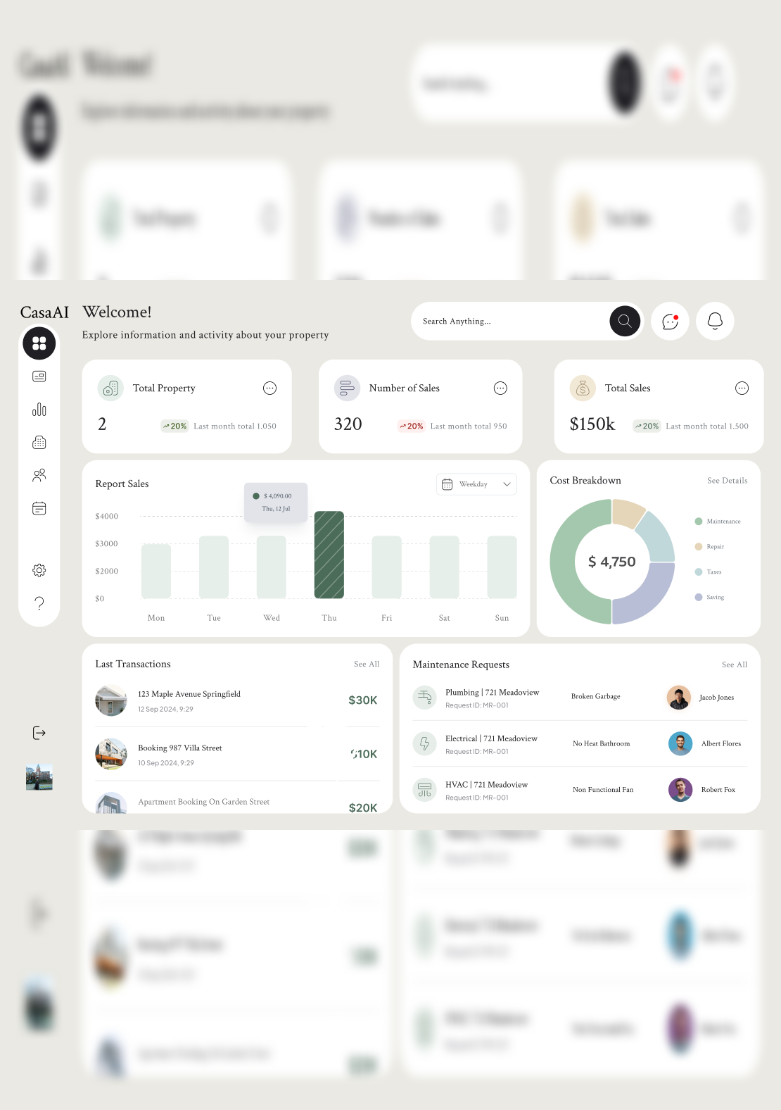 CasaAI
Welcome!
Explore information and activity about your property
Search Anything...
Total Property
2
20% Last month total 1.050
Number of Sales
320
20% Last month total 950
Total Sales
$150k
20% Last month total 1.500
Report Sales
Weekday
$ 4,090.00
Thu, 12 Jul
$4000
$3000
$2000
$0
Mon Tue Wed Thu Fri Sat Sun
Cost Breakdown
See Details
$ 4,750
Maintenance
Repair
Taxes
Saving
Last Transactions
See All
123 Maple Avenue Springfield
12 Sep 2024, 9:29
$30K
Booking 987 Villa Street
10 Sep 2024, 9:29
10K
Apartment Booking On Garden Street
$20K
Maintenance Requests
See All
Plumbing | 721 Meadoview
Request ID: MR-001
Broken Garbage
Jacob Jones
Electrical | 721 Meadoview
Request ID: MR-001
No Heat Bathroom
Albert Flores
HVAC | 721 Meadoview
Request ID: MR-001
Non Functional Fan
Robert Fox